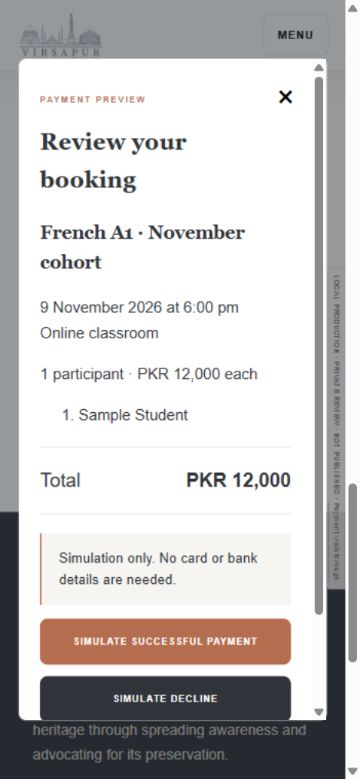 VIRSAPUR
MENU
PAYMENT PREVIEW
×
Review your
booking
French A1 · November
cohort
9 November 2026 at 6:00 pm
Online classroom
1 participant · PKR 12,000 each
1. Sample Student
Total PKR 12,000
Simulation only. No card or bank
details are needed.
SIMULATE SUCCESSFUL PAYMENT
SIMULATE DECLINE
heritage through spreading awareness and
advocating for its preservation.
LOCAL PRODUCTION · PRIVATE REVIEW · NOT PUBLISHED · Payment walkthrough